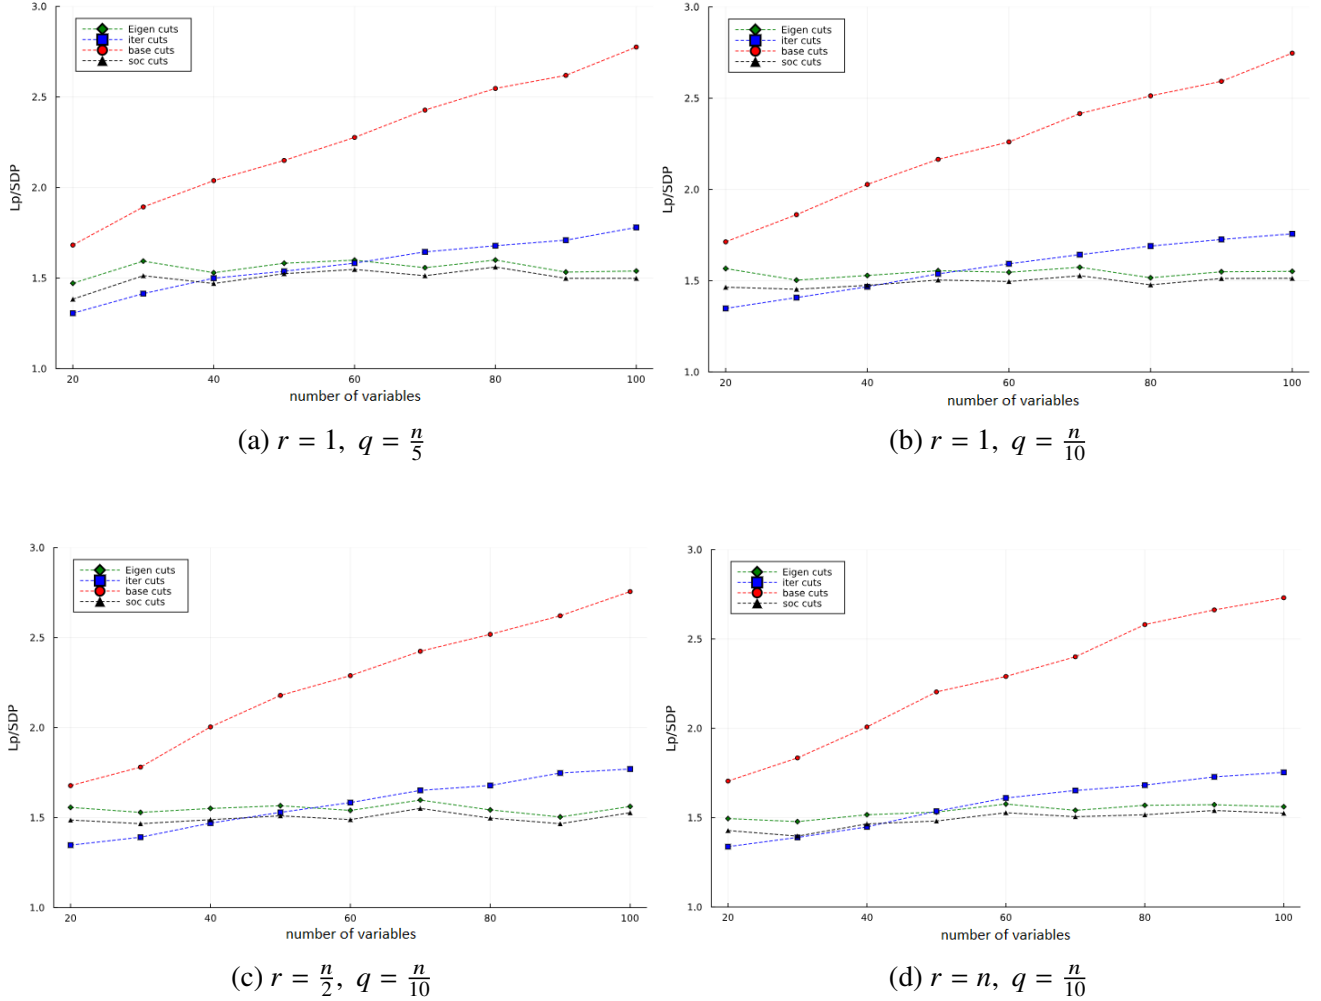 3.0
2.5
2.0
1.5
1.0
Lp/SDP
Eigen cuts
iter cuts
base cuts
soc cuts
20 40 60 80 100
number of variables
(a) r = 1, q = n/5
3.0
2.5
2.0
1.5
1.0
Lp/SDP
Eigen cuts
iter cuts
base cuts
soc cuts
20 40 60 80 100
number of variables
(b) r = 1, q = n/10
3.0
2.5
2.0
1.5
1.0
Lp/SDP
Eigen cuts
iter cuts
base cuts
soc cuts
20 40 60 80 100
number of variables
(c) r = n/2, q = n/10
3.0
2.5
2.0
1.5
1.0
Lp/SDP
Eigen cuts
iter cuts
base cuts
soc cuts
20 40 60 80 100
number of variables
(d) r = n, q = n/10